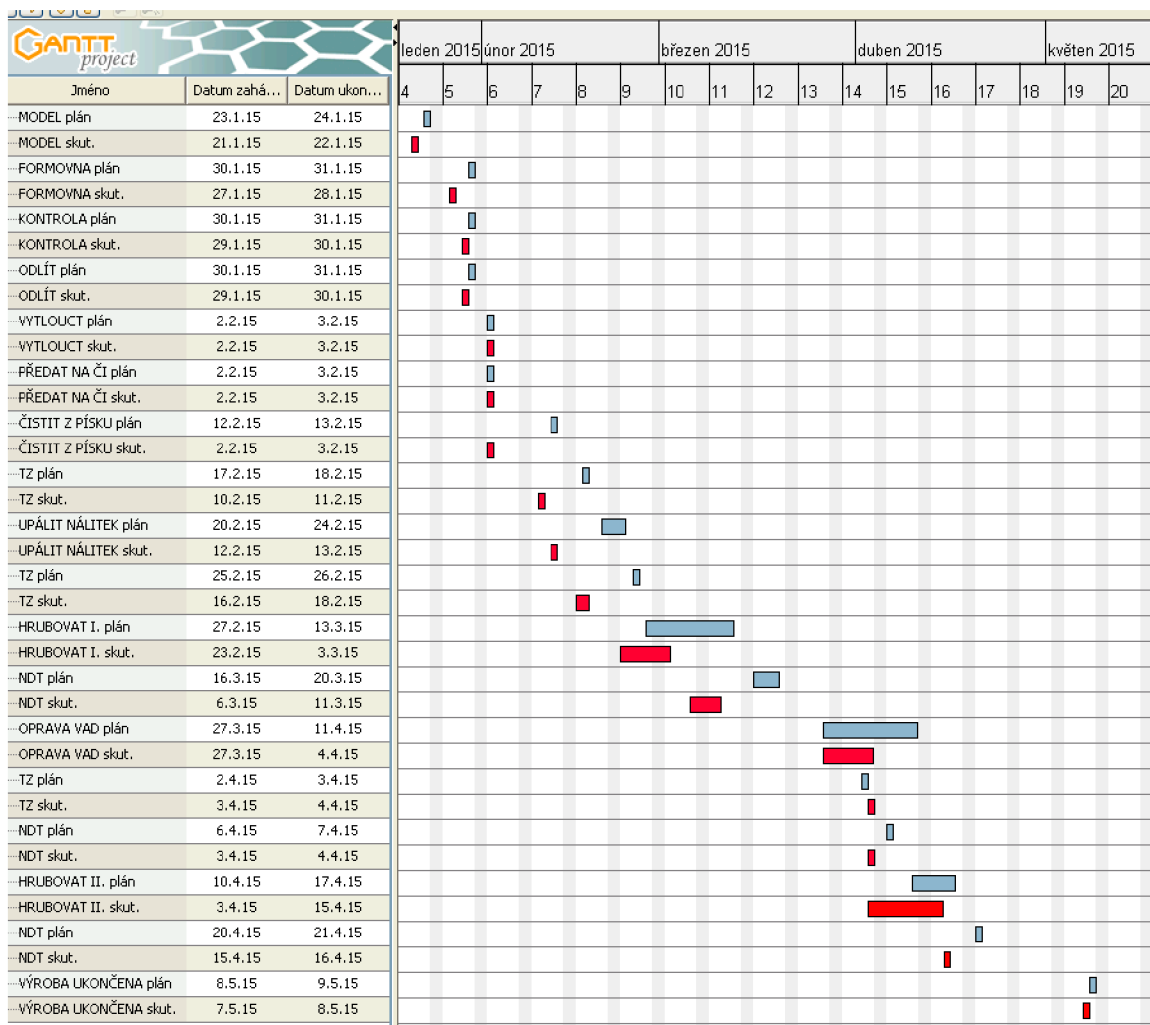 GANTT
project
leden 2015 únor 2015 březen 2015 duben 2015 květen 2015
Jméno Datum zahá... Datum ukon... 4 5 6 7 8 9 10 11 12 13 14 15 16 17 18 19 20
MODEL plán 23.1.15 24.1.15
MODEL skut. 21.1.15 22.1.15
FORMOVNA plán 30.1.15 31.1.15
FORMOVNA skut. 27.1.15 28.1.15
KONTROLA plán 30.1.15 31.1.15
KONTROLA skut. 29.1.15 30.1.15
ODLÍT plán 30.1.15 31.1.15
ODLÍT skut. 29.1.15 30.1.15
VYTLOUCT plán 2.2.15 3.2.15
VYTLOUCT skut. 2.2.15 3.2.15
PŘEDAT NA ČI plán 2.2.15 3.2.15
PŘEDAT NA ČI skut. 2.2.15 3.2.15
ČISTIT Z PÍSKU plán 12.2.15 13.2.15
ČISTIT Z PÍSKU skut. 2.2.15 3.2.15
TZ plán 17.2.15 18.2.15
TZ skut. 10.2.15 11.2.15
UPÁLIT NÁLITEK plán 20.2.15 24.2.15
UPÁLIT NÁLITEK skut. 12.2.15 13.2.15
TZ plán 25.2.15 26.2.15
TZ skut. 16.2.15 18.2.15
HRUBOVAT I. plán 27.2.15 13.3.15
HRUBOVAT I. skut. 23.2.15 3.3.15
NDT plán 16.3.15 20.3.15
NDT skut. 6.3.15 11.3.15
OPRAVA VAD plán 27.3.15 11.4.15
OPRAVA VAD skut. 27.3.15 4.4.15
TZ plán 2.4.15 3.4.15
TZ skut. 3.4.15 4.4.15
NDT plán 6.4.15 7.4.15
NDT skut. 3.4.15 4.4.15
HRUBOVAT II. plán 10.4.15 17.4.15
HRUBOVAT II. skut. 3.4.15 15.4.15
NDT plán 20.4.15 21.4.15
NDT skut. 15.4.15 16.4.15
VÝROBA UKONČENA plán 8.5.15 9.5.15
VÝROBA UKONČENA skut. 7.5.15 8.5.15